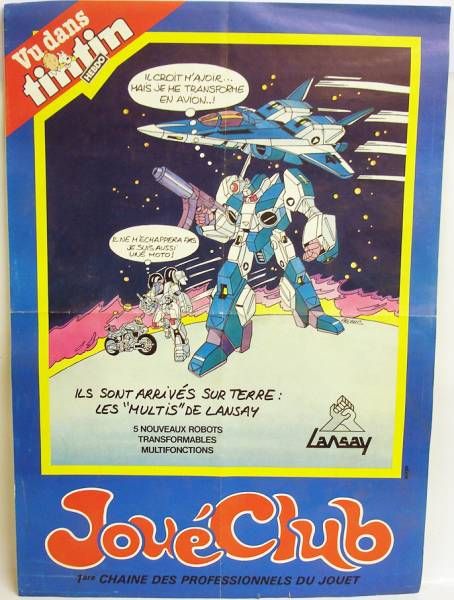 Vu dans
tintin
HEBDO
IL CROIT M'AVOIR...
MAIS JE ME TRANSFORME
EN AVION..!
IL NE M'ÉCHAPPERA PAS
JE SUIS AUSSI
UNE MOTO!
ILS SONT ARRIVÉS SUR TERRE :
LES "MULTIS" DE LANSAY
5 NOUVEAUX ROBOTS
TRANSFORMABLES
MULTIFONCTIONS
Lansay
JouéClub
1ère CHAINE DES PROFESSIONNELS DU JOUET